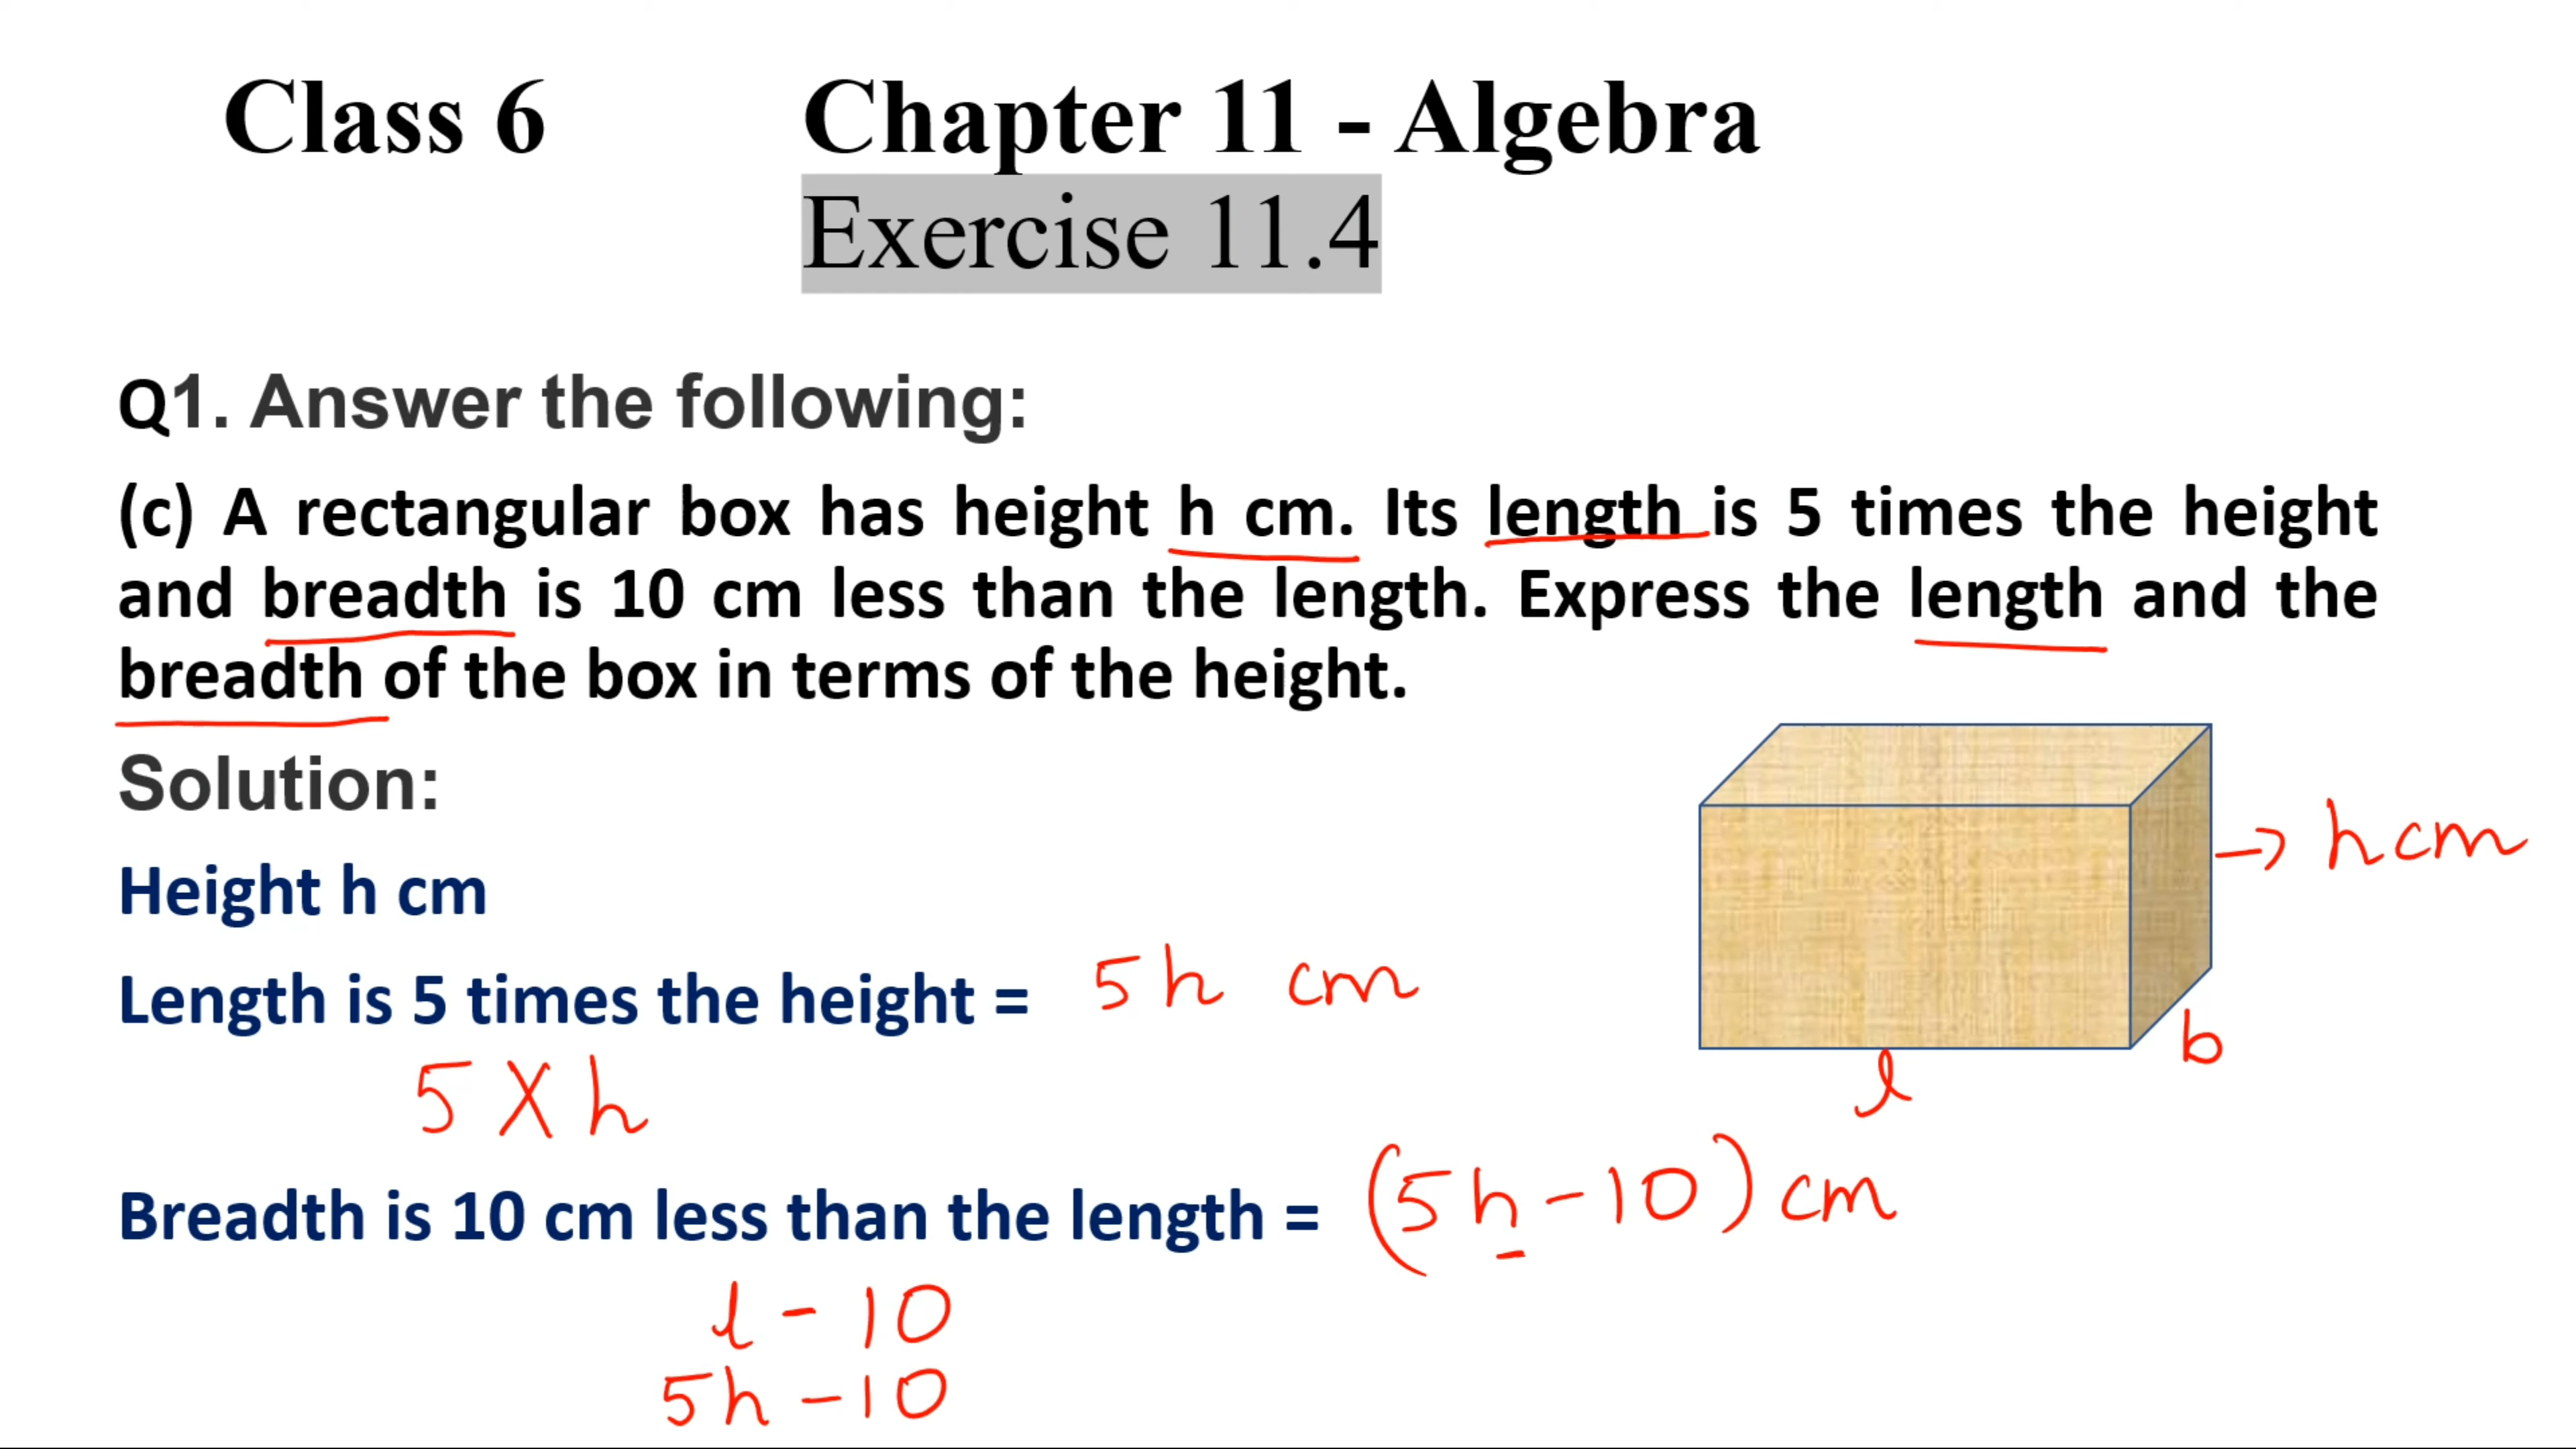 Class 6 Chapter 11 - Algebra
Exercise 11.4
Q1. Answer the following:
(c) A rectangular box has height h cm. Its length is 5 times the height
and breadth is 10 cm less than the length. Express the length and the
breadth of the box in terms of the height.
Solution:
→ h cm
Height h cm
Length is 5 times the height = 5h cm
b
l
5 X h
Breadth is 10 cm less than the length = (5h - 10) cm
l - 10
5h - 10